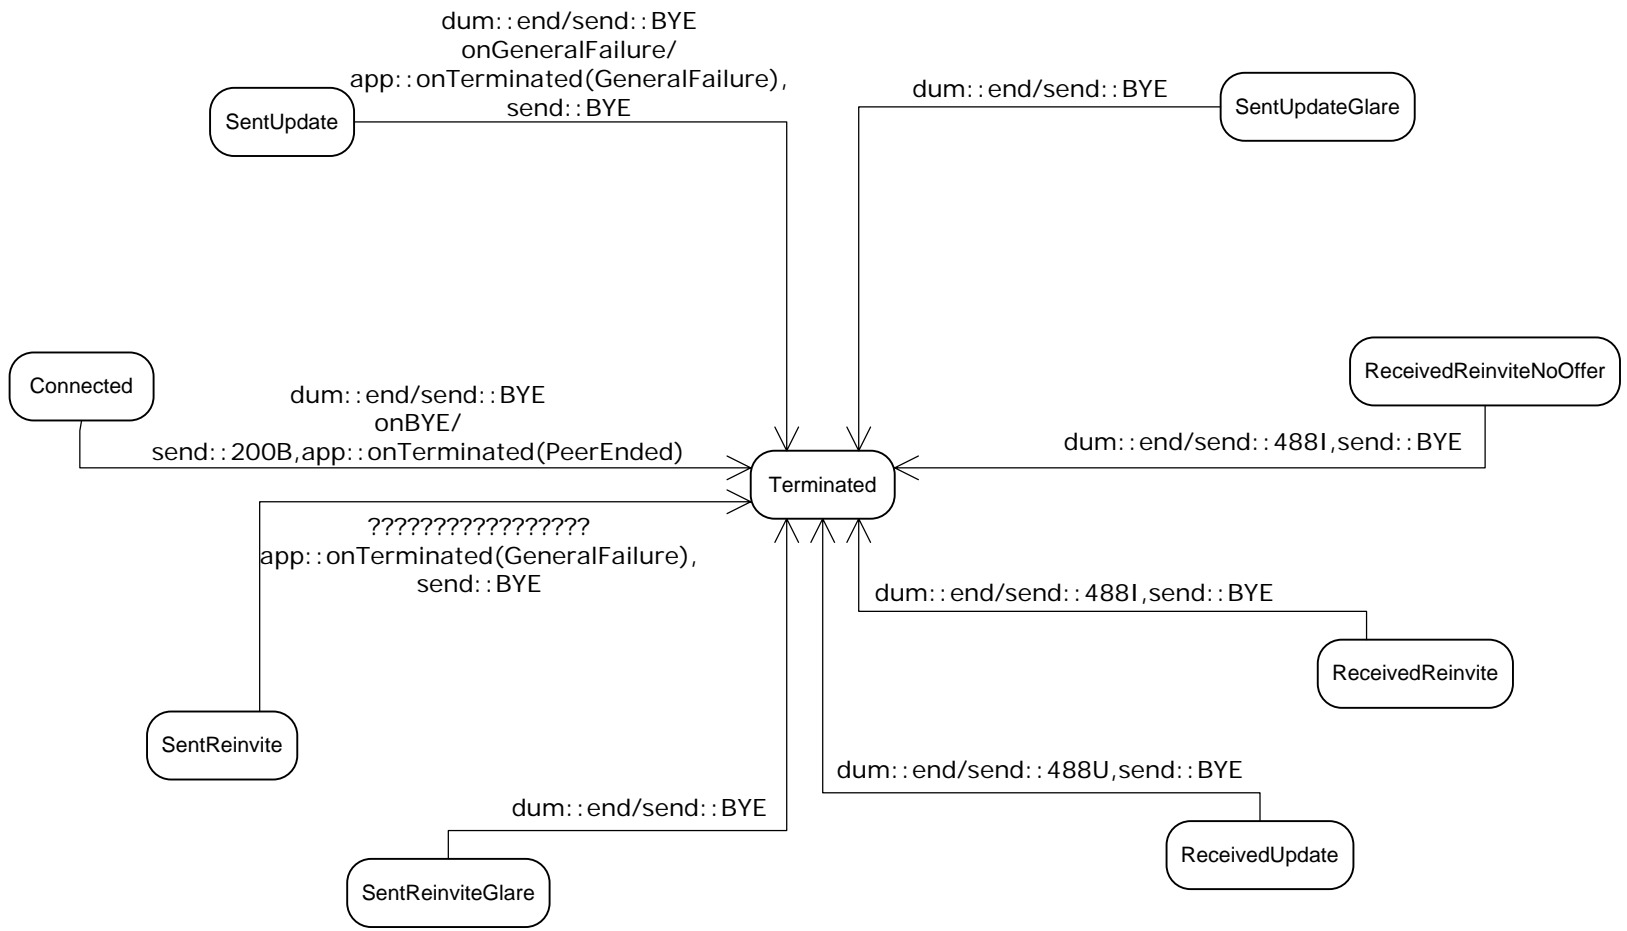 dum::end/send::BYE
onGeneralFailure/
app::onTerminated(GeneralFailure),
send::BYE
SentUpdate
dum::end/send::BYE
SentUpdateGlare
Connected
dum::end/send::BYE
onBYE/
send::200B,app::onTerminated(PeerEnded)
ReceivedReinviteNoOffer
dum::end/send::488I,send::BYE
Terminated
?????????????????
app::onTerminated(GeneralFailure),
send::BYE
dum::end/send::488I,send::BYE
ReceivedReinvite
SentReinvite
dum::end/send::488U,send::BYE
dum::end/send::BYE
ReceivedUpdate
SentReinviteGlare